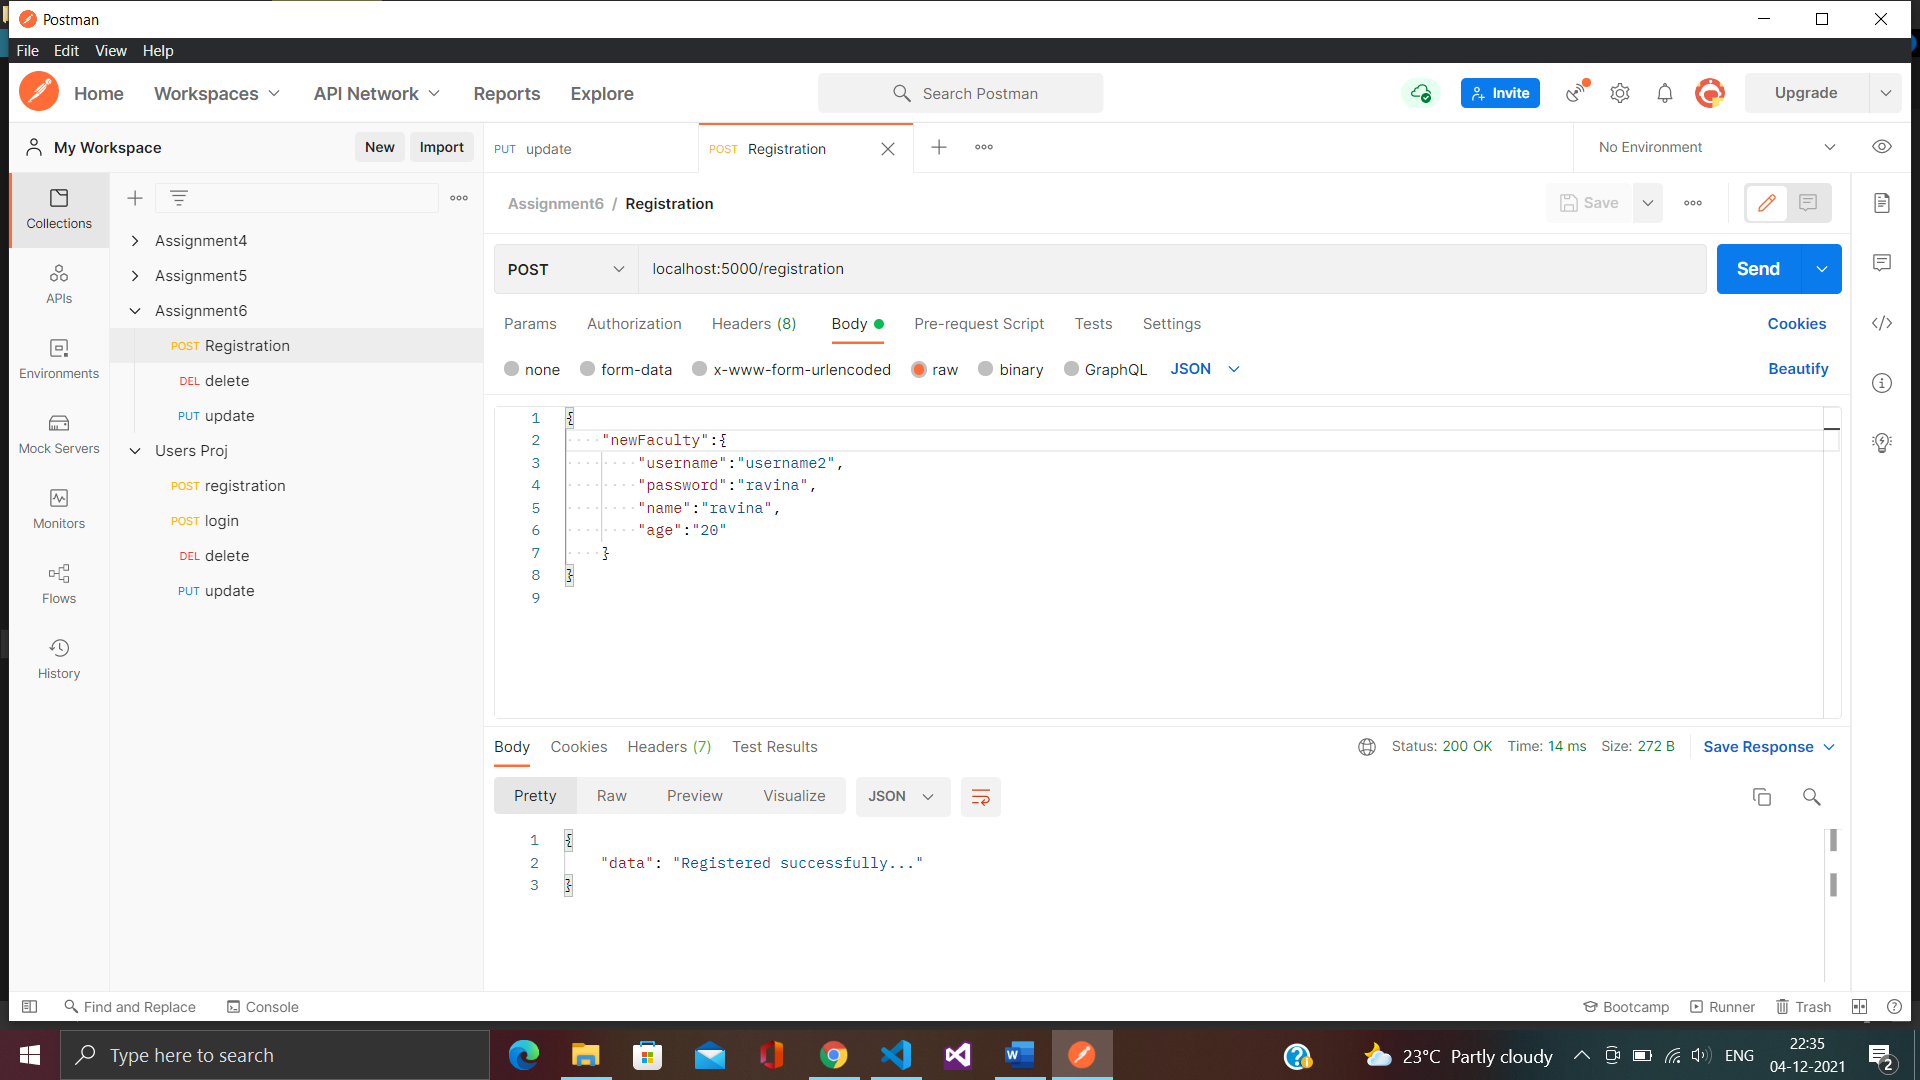 Postman
File Edit View Help
Home Workspaces API Network Reports Explore Search Postman Invite Upgrade
My Workspace New Import PUT update POST Registration No Environment
Collections
APIs
Environments
Mock Servers
Monitors
Flows
History
Assignment4
Assignment5
Assignment6
POST Registration
DEL delete
PUT update
Users Proj
POST registration
POST login
DEL delete
PUT update
Assignment6 / Registration Save
POST localhost:5000/registration Send
Params Authorization Headers (8) Body Pre-request Script Tests Settings Cookies
none form-data x-www-form-urlencoded raw binary GraphQL JSON Beautify
1 {
2 "newFaculty":{
3 "username":"username2",
4 "password":"ravina",
5 "name":"ravina",
6 "age":"20"
7 }
8 }
9
Body Cookies Headers (7) Test Results Status: 200 OK Time: 14 ms Size: 272 B Save Response
Pretty Raw Preview Visualize JSON
1 {
2 "data": "Registered successfully..."
3 }
Find and Replace Console Bootcamp Runner Trash
Type here to search 23°C Partly cloudy ENG 22:35
04-12-2021 2